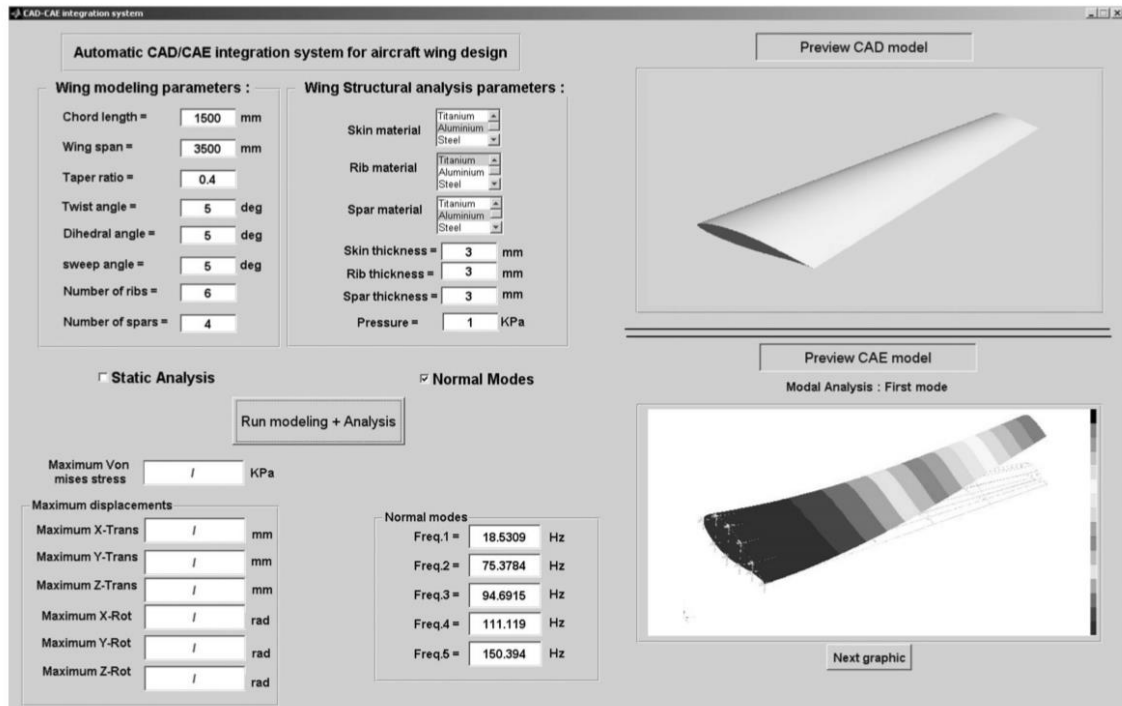 CAD-CAE integration system
Automatic CAD/CAE integration system for aircraft wing design
Wing modeling parameters :
Chord length = 1500 mm
Wing span = 3500 mm
Taper ratio = 0.4
Twist angle = 5 deg
Dihedral angle = 5 deg
sweep angle = 5 deg
Number of ribs = 6
Number of spars = 4
Wing Structural analysis parameters :
Skin material
Titanium
Aluminium
Steel
Rib material
Titanium
Aluminium
Steel
Spar material
Titanium
Aluminium
Steel
Skin thickness = 3 mm
Rib thickness = 3 mm
Spar thickness = 3 mm
Pressure = 1 KPa
Static Analysis
Normal Modes
Run modeling + Analysis
Maximum Von
mises stress
/ KPa
Maximum displacements
Maximum X-Trans / mm
Maximum Y-Trans / mm
Maximum Z-Trans / mm
Maximum X-Rot / rad
Maximum Y-Rot / rad
Maximum Z-Rot / rad
Normal modes
Freq.1 = 18.5309 Hz
Freq.2 = 75.3784 Hz
Freq.3 = 94.6915 Hz
Freq.4 = 111.119 Hz
Freq.5 = 150.394 Hz
Preview CAD model
Preview CAE model
Modal Analysis : First mode
Next graphic